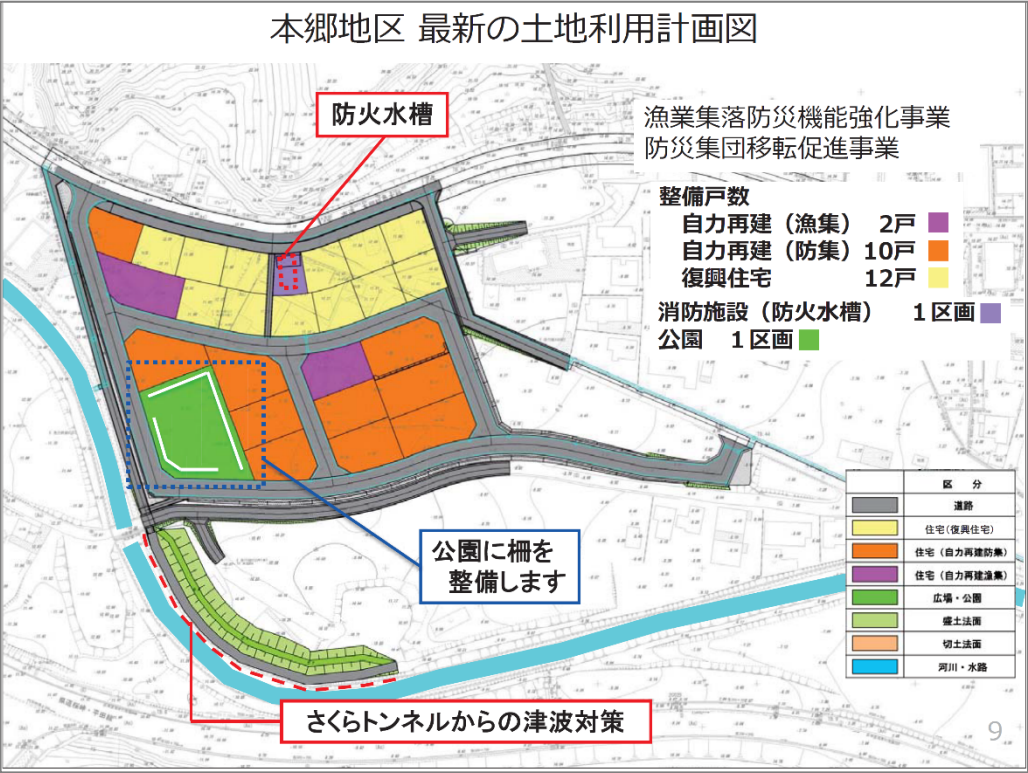 本郷地区 最新の土地利用計画図
防火水槽
漁業集落防災機能強化事業
防災集団移転促進事業
整備戸数
自力再建（漁集） 2戸
自力再建（防集）10戸
復興住宅 12戸
消防施設（防火水槽） １区画
公園 １区画
区 分
道路
住宅（復興住宅）
住宅（自力再建防集）
住宅（自力再建漁集）
広場・公園
盛土法面
切土法面
河川・水路
公園に柵を
整備します
さくらトンネルからの津波対策
9